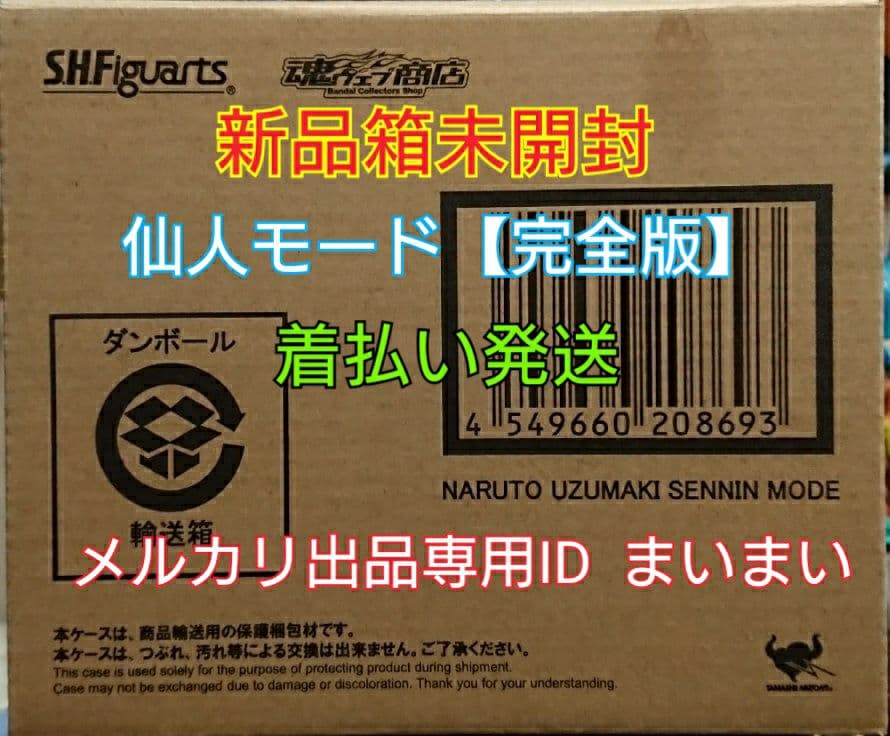 S.H.Figuarts®
魂ウェブ商店
Bandai Collectors Shop
新品箱未開封
仙人モード【完全版】
ダンボール
着払い発送
4 549660 208693
NARUTO UZUMAKI SENNIN MODE
輸送箱
メルカリ出品専用ID まいまい
本ケースは、商品輸送用の保護梱包材です。
本ケースは、つぶれ、汚れ等による交換は出来ません。ご了承ください。
This case is used solely for the purpose of protecting product during shipment.
Case may not be exchanged due to damage or discoloration. Thank you for your understanding.
TAMASHII NATIONS